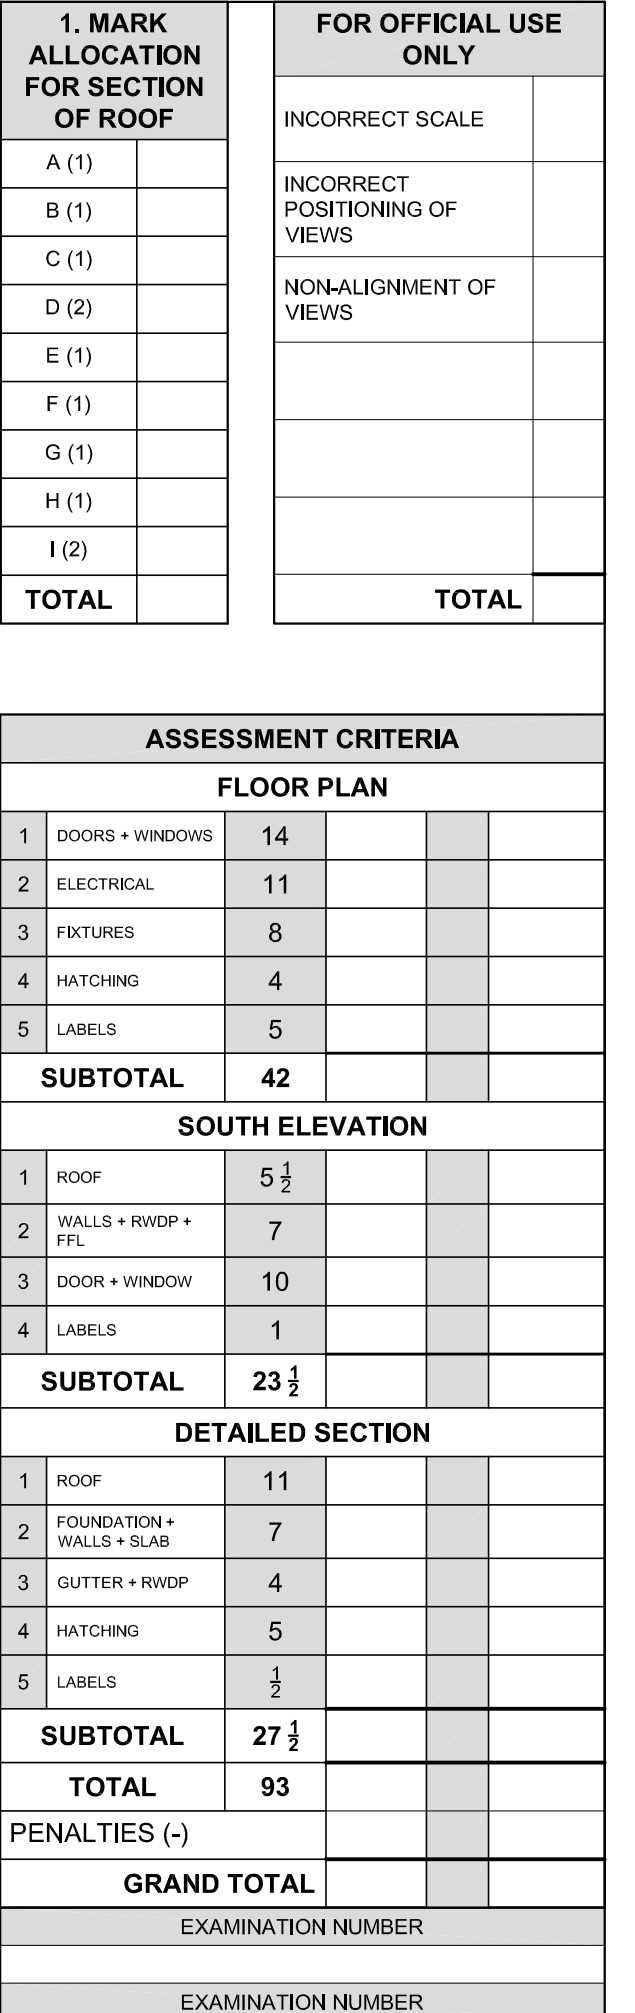 1. MARK
ALLOCATION
FOR SECTION
OF ROOF
A (1)
B (1)
C (1)
D (2)
E (1)
F (1)
G (1)
H (1)
I (2)
TOTAL
FOR OFFICIAL USE
ONLY
INCORRECT SCALE
INCORRECT
POSITIONING OF
VIEWS
NON-ALIGNMENT OF
VIEWS
TOTAL
ASSESSMENT CRITERIA
FLOOR PLAN
1 DOORS + WINDOWS 14
2 ELECTRICAL 11
3 FIXTURES 8
4 HATCHING 4
5 LABELS 5
SUBTOTAL 42
SOUTH ELEVATION
1 ROOF 5 1/2
2 WALLS + RWDP +
FFL 7
3 DOOR + WINDOW 10
4 LABELS 1
SUBTOTAL 23 1/2
DETAILED SECTION
1 ROOF 11
2 FOUNDATION +
WALLS + SLAB 7
3 GUTTER + RWDP 4
4 HATCHING 5
5 LABELS 1/2
SUBTOTAL 27 1/2
TOTAL 93
PENALTIES (-)
GRAND TOTAL
EXAMINATION NUMBER
EXAMINATION NUMBER